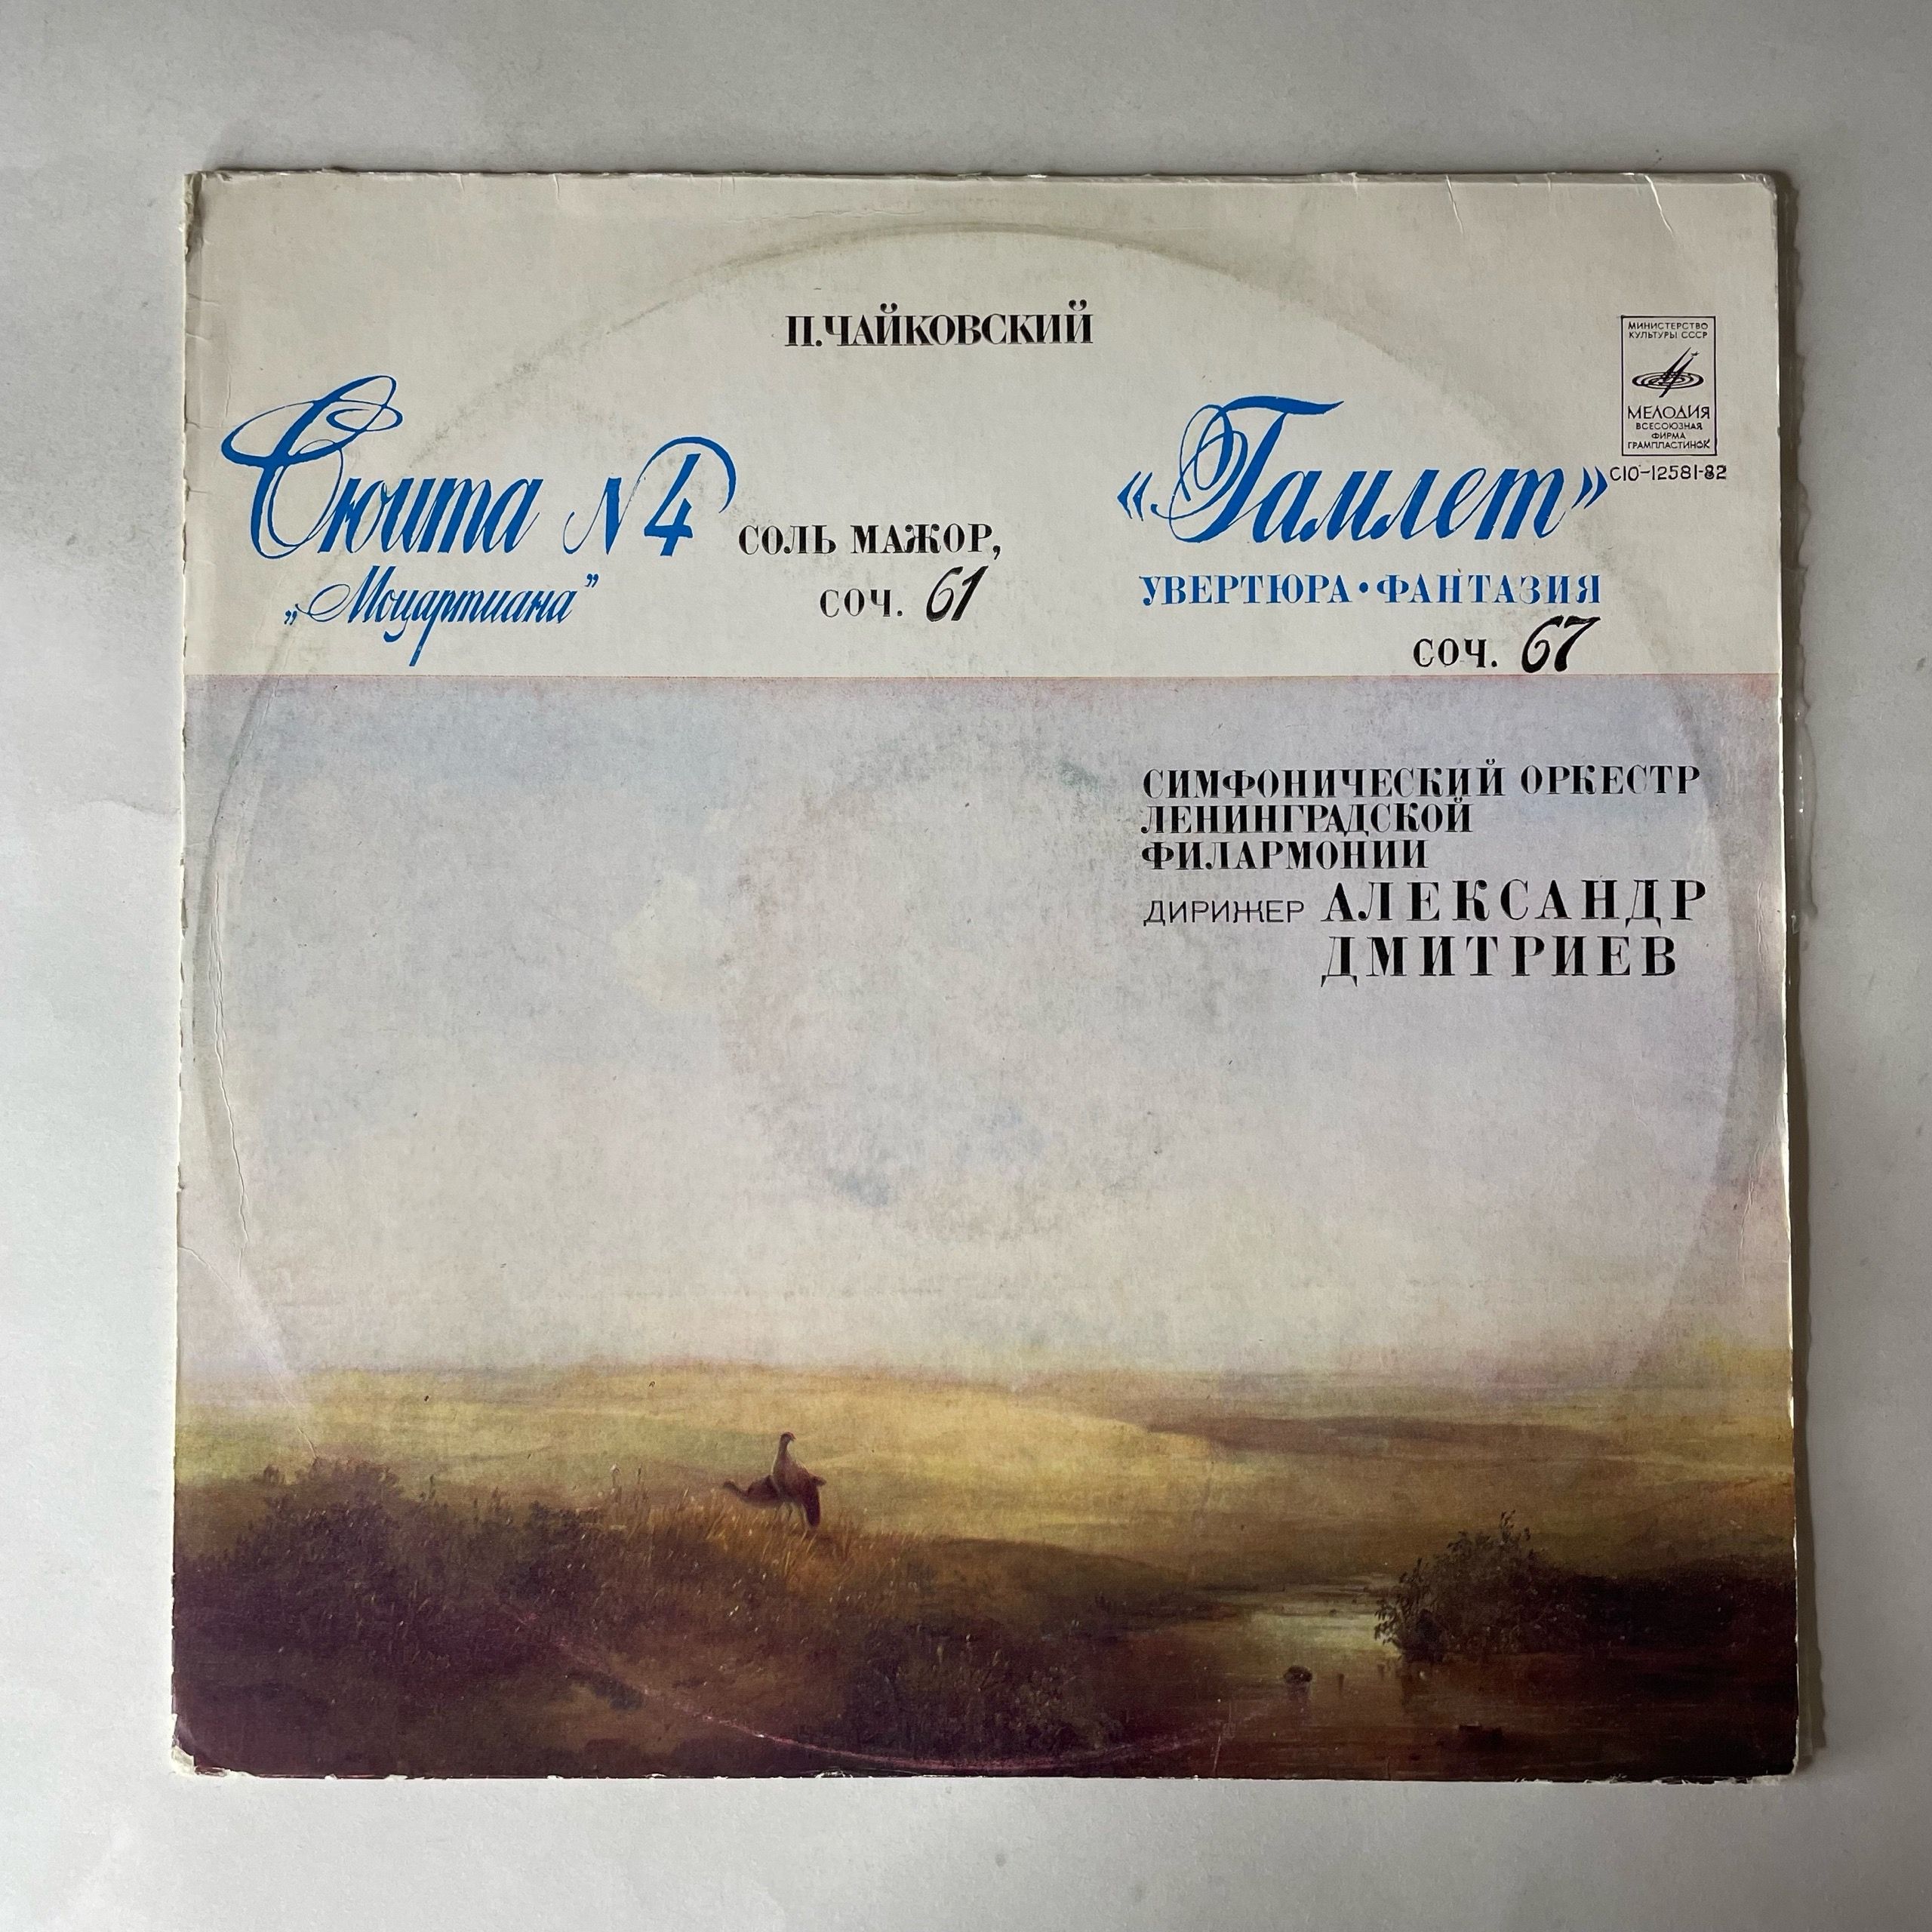 П.ЧАЙКОВСКИЙ
МИНИСТЕРСТВО
КУЛЬТУРЫ СССР
МЕЛОДИЯ
ВСЕСОЮЗНАЯ
ФИРМА
ГРАМПЛАСТИНОК
С10-12581-82
Сюита N4 СОЛЬ МАЖОР,
„Моцартиана” СОЧ. 61
«Гамлет»
УВЕРТЮРА • ФАНТАЗИЯ
СОЧ. 67
СИМФОНИЧЕСКИЙ ОРКЕСТР
ЛЕНИНГРАДСКОЙ
ФИЛАРМОНИИ
ДИРИЖЕР АЛЕКСАНДР
ДМИТРИЕВ